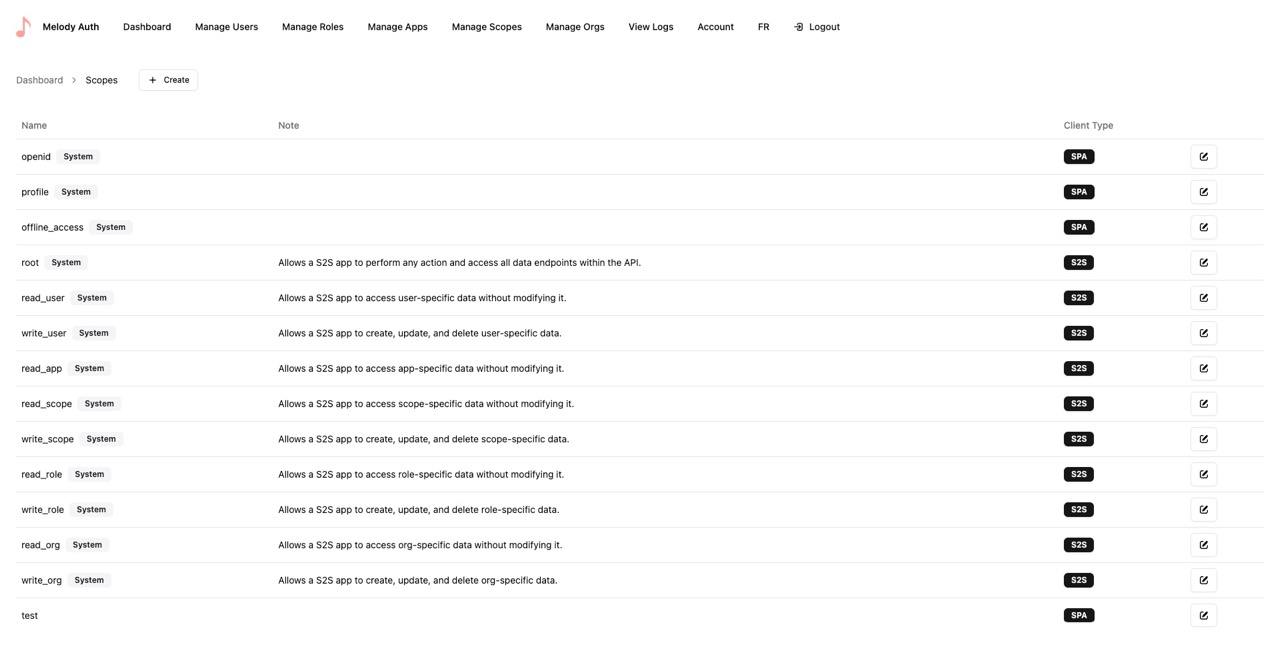 Melody Auth Dashboard Manage Users Manage Roles Manage Apps Manage Scopes Manage Orgs View Logs Account FR Logout
Dashboard Scopes Create
Name Note Client Type
openid System SPA
profile System SPA
offline_access System SPA
root System Allows a S2S app to perform any action and access all data endpoints within the API. S2S
read_user System Allows a S2S app to access user-specific data without modifying it. S2S
write_user System Allows a S2S app to create, update, and delete user-specific data. S2S
read_app System Allows a S2S app to access app-specific data without modifying it. S2S
read_scope System Allows a S2S app to access scope-specific data without modifying it. S2S
write_scope System Allows a S2S app to create, update, and delete scope-specific data. S2S
read_role System Allows a S2S app to access role-specific data without modifying it. S2S
write_role System Allows a S2S app to create, update, and delete role-specific data. S2S
read_org System Allows a S2S app to access org-specific data without modifying it. S2S
write_org System Allows a S2S app to create, update, and delete org-specific data. S2S
test SPA